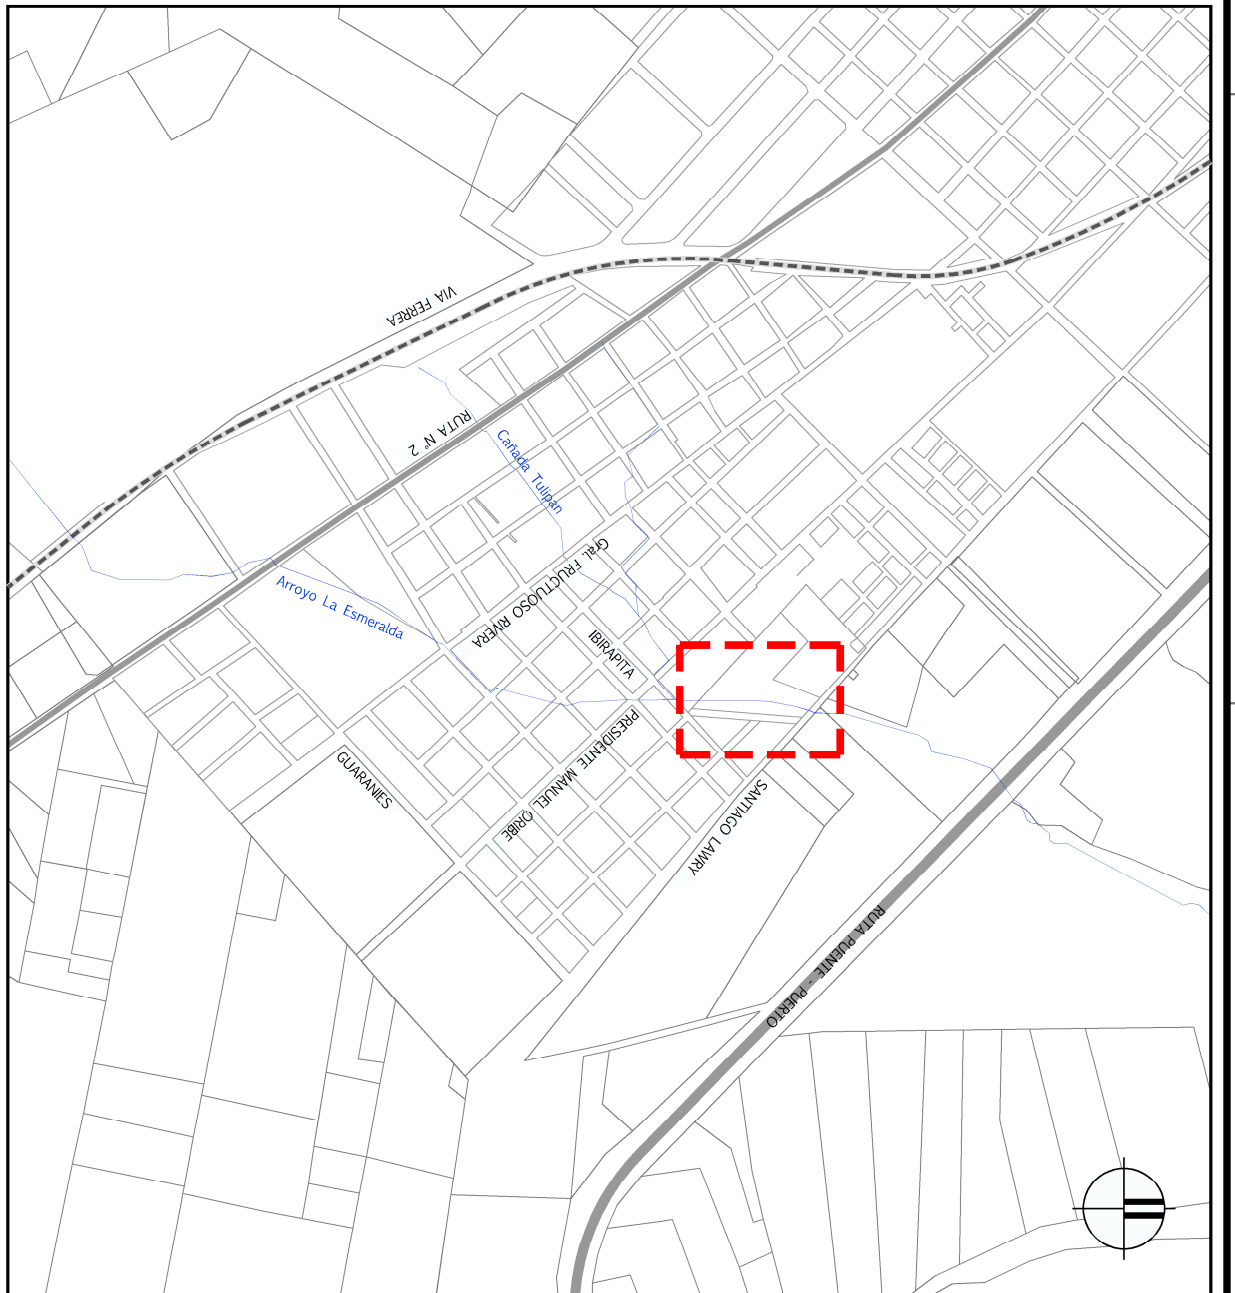 VIA FERREA
RUTA N° 2
Cañada Tulipan
Gral. FRUCTUOSO RIVERA
Arroyo La Esmeralda
IBIRAPITA
PRESIDENTE MANUEL ORIBE
GUARANIES
SANTIAGO LAWRY
RUTA PUENTE - PUERTO